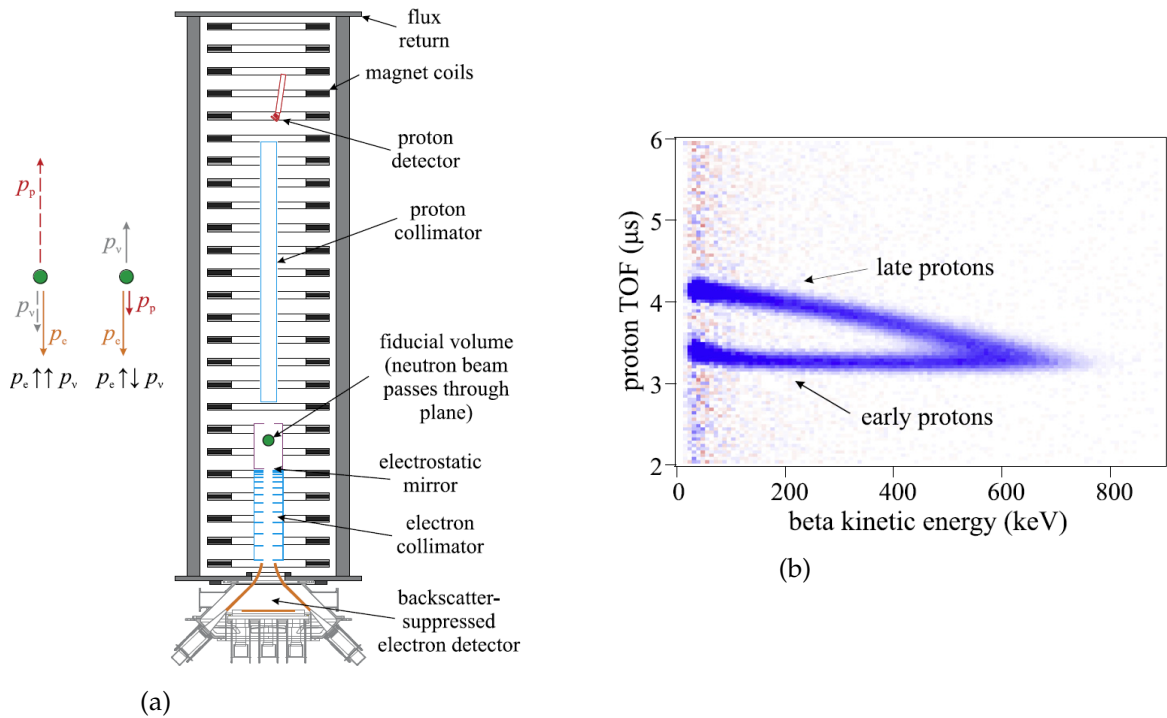 flux
return
magnet coils
proton
detector
proton
collimator
fiducial volume
(neutron beam
passes through
plane)
electrostatic
mirror
electron
collimator
backscatter-
suppressed
electron detector
p_p
p_ν
p_e
p_e ↑↑ p_ν
p_ν
p_p
p_e
p_e ↑↓ p_ν
(a)
proton TOF (μs)
6
5
4
3
2
late protons
early protons
0 200 400 600 800
beta kinetic energy (keV)
(b)